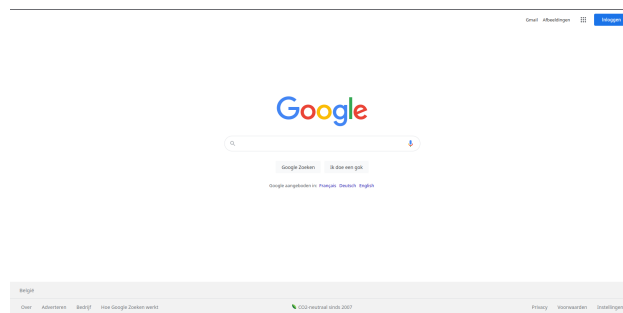 Gmail Afbeeldingen Inloggen
Google
Google Zoeken Ik doe een gok
Google aangeboden in: Français Deutsch English
België
Over Adverteren Bedrijf Hoe Google Zoeken werkt CO2-neutraal sinds 2007 Privacy Voorwaarden Instellingen